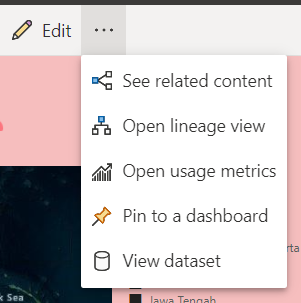 Edit
See related content
Open lineage view
Open usage metrics
Pin to a dashboard
View dataset
Jawa Tengah